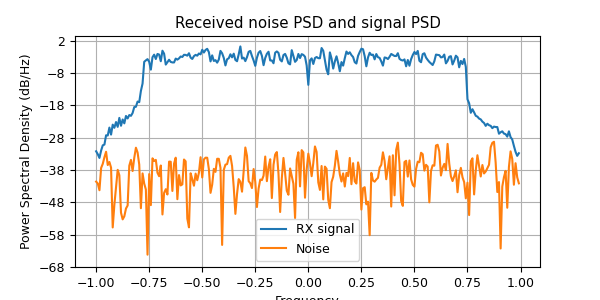 Received noise PSD and signal PSD
Power Spectral Density (dB/Hz)
2
−8
−18
−28
−38
−48
−58
−68
RX signal
Noise
−1.00 −0.75 −0.50 −0.25 0.00 0.25 0.50 0.75 1.00
Frequency